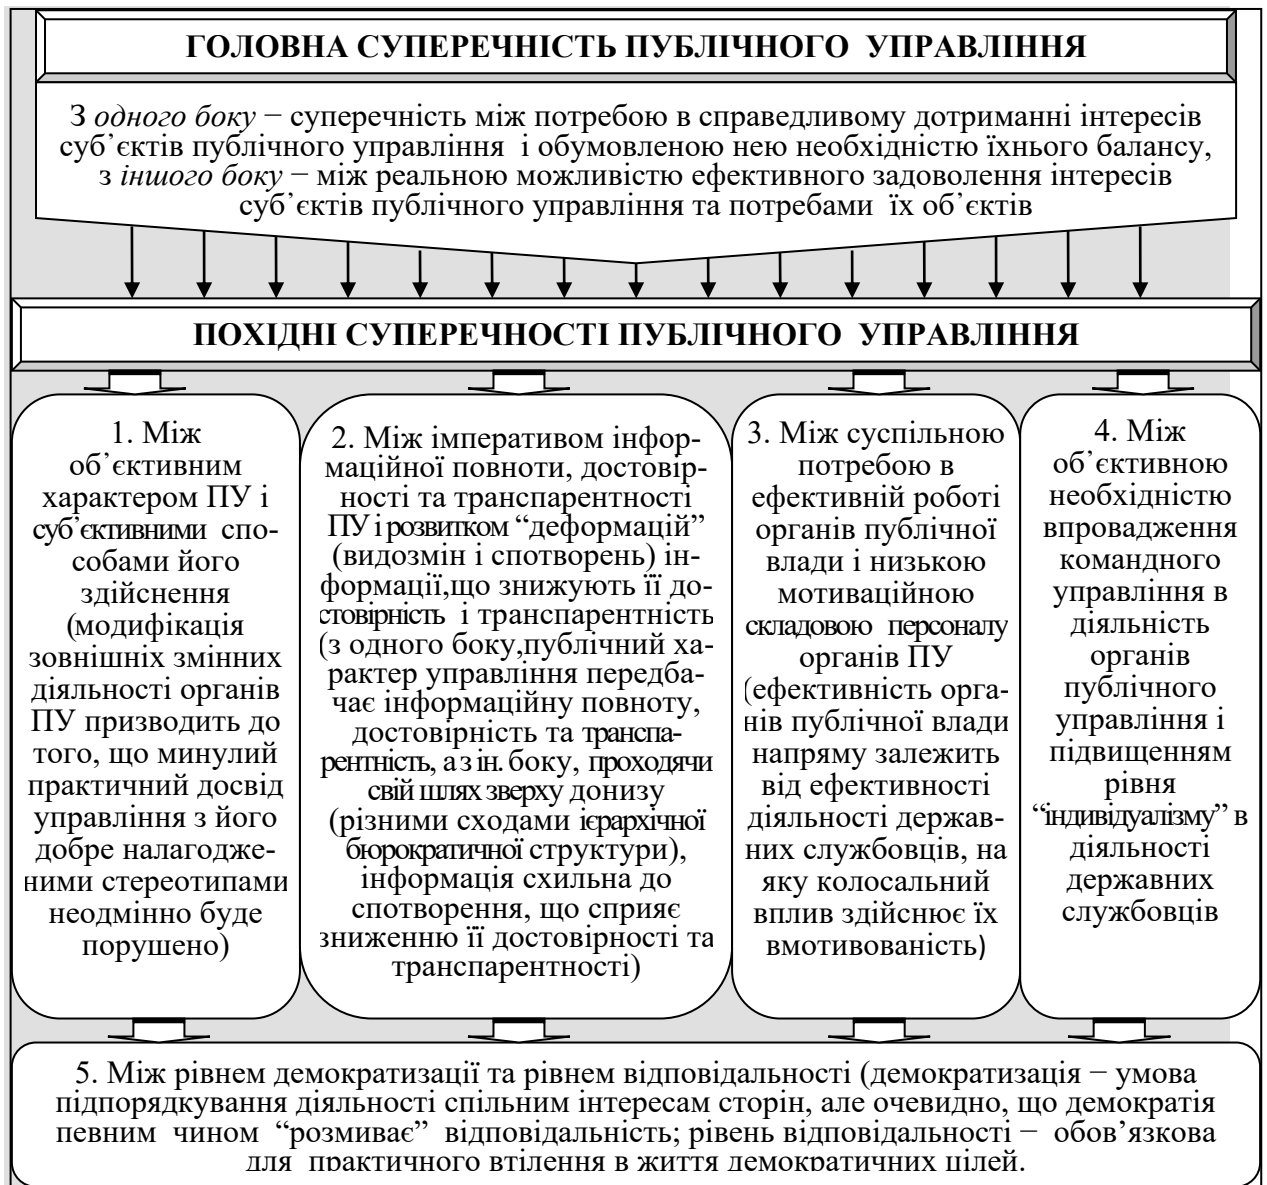 ГОЛОВНА СУПЕРЕЧНІСТЬ ПУБЛІЧНОГО УПРАВЛІННЯ
З одного боку − суперечність між потребою в справедливому дотриманні інтересів
суб’єктів публічного управління і обумовленою нею необхідністю їхнього балансу,
з іншого боку − між реальною можливістю ефективного задоволення інтересів
суб’єктів публічного управління та потребами їх об’єктів
ПОХІДНІ СУПЕРЕЧНОСТІ ПУБЛІЧНОГО УПРАВЛІННЯ
1. Між
об’єктивним
характером ПУ і
суб’єктивними спо-
собами його
здійснення
(модифікація
зовнішніх змінних
діяльності органів
ПУ призводить до
того, що минулий
практичний досвід
управління з його
добре налагодже-
ними стереотипами
неодмінно буде
порушено)
2. Між імперативом інфор-
маційної повноти, достовір-
ності та транспарентності
ПУ і розвитком “деформацій”
(видозмін і спотворень) ін-
формації,що знижують її до-
стовірність і транспарентність
(з одного боку,публічний ха-
рактер управління передба-
чає інформаційну повноту,
достовірність та транспа-
рентність, а з ін. боку, проходячи
свій шлях зверху донизу
(різними сходами ієрархічної
бюрократичної структури),
інформація схильна до
спотворення, що сприяє
зниженню її достовірності та
транспарентності)
3. Між суспільною
потребою в
ефективній роботі
органів публічної
влади і низькою
мотиваційною
складовою персоналу
органів ПУ
(ефективність орга-
нів публічної влади
напряму залежить
від ефективності
діяльності держав-
них службовців, на
яку колосальний
вплив здійснює їх
вмотивованість)
4. Між
об’єктивною
необхідністю
впровадження
командного
управління в
діяльність
органів
публічного
управління і
підвищенням
рівня
“індивідуалізму” в
діяльності
державних
службовців
5. Між рівнем демократизації та рівнем відповідальності (демократизація − умова
підпорядкування діяльності спільним інтересам сторін, але очевидно, що демократія
певним чином “розмиває” відповідальність; рівень відповідальності − обов’язкова
для практичного втілення в життя демократичних цілей.